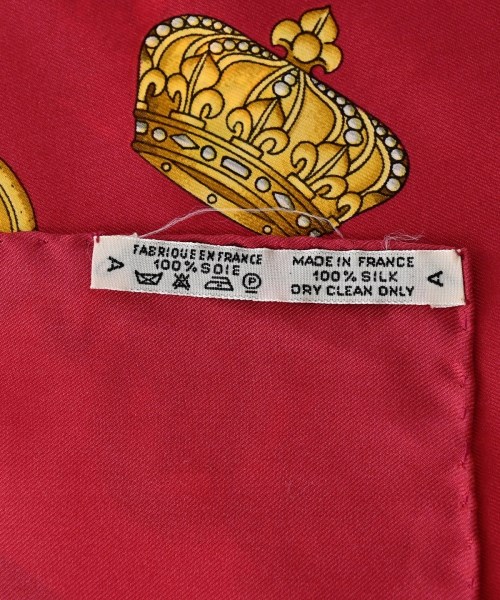 A
FABRIQUE EN FRANCE
100% SOIE
P
MADE IN FRANCE
100% SILK
DRY CLEAN ONLY
A